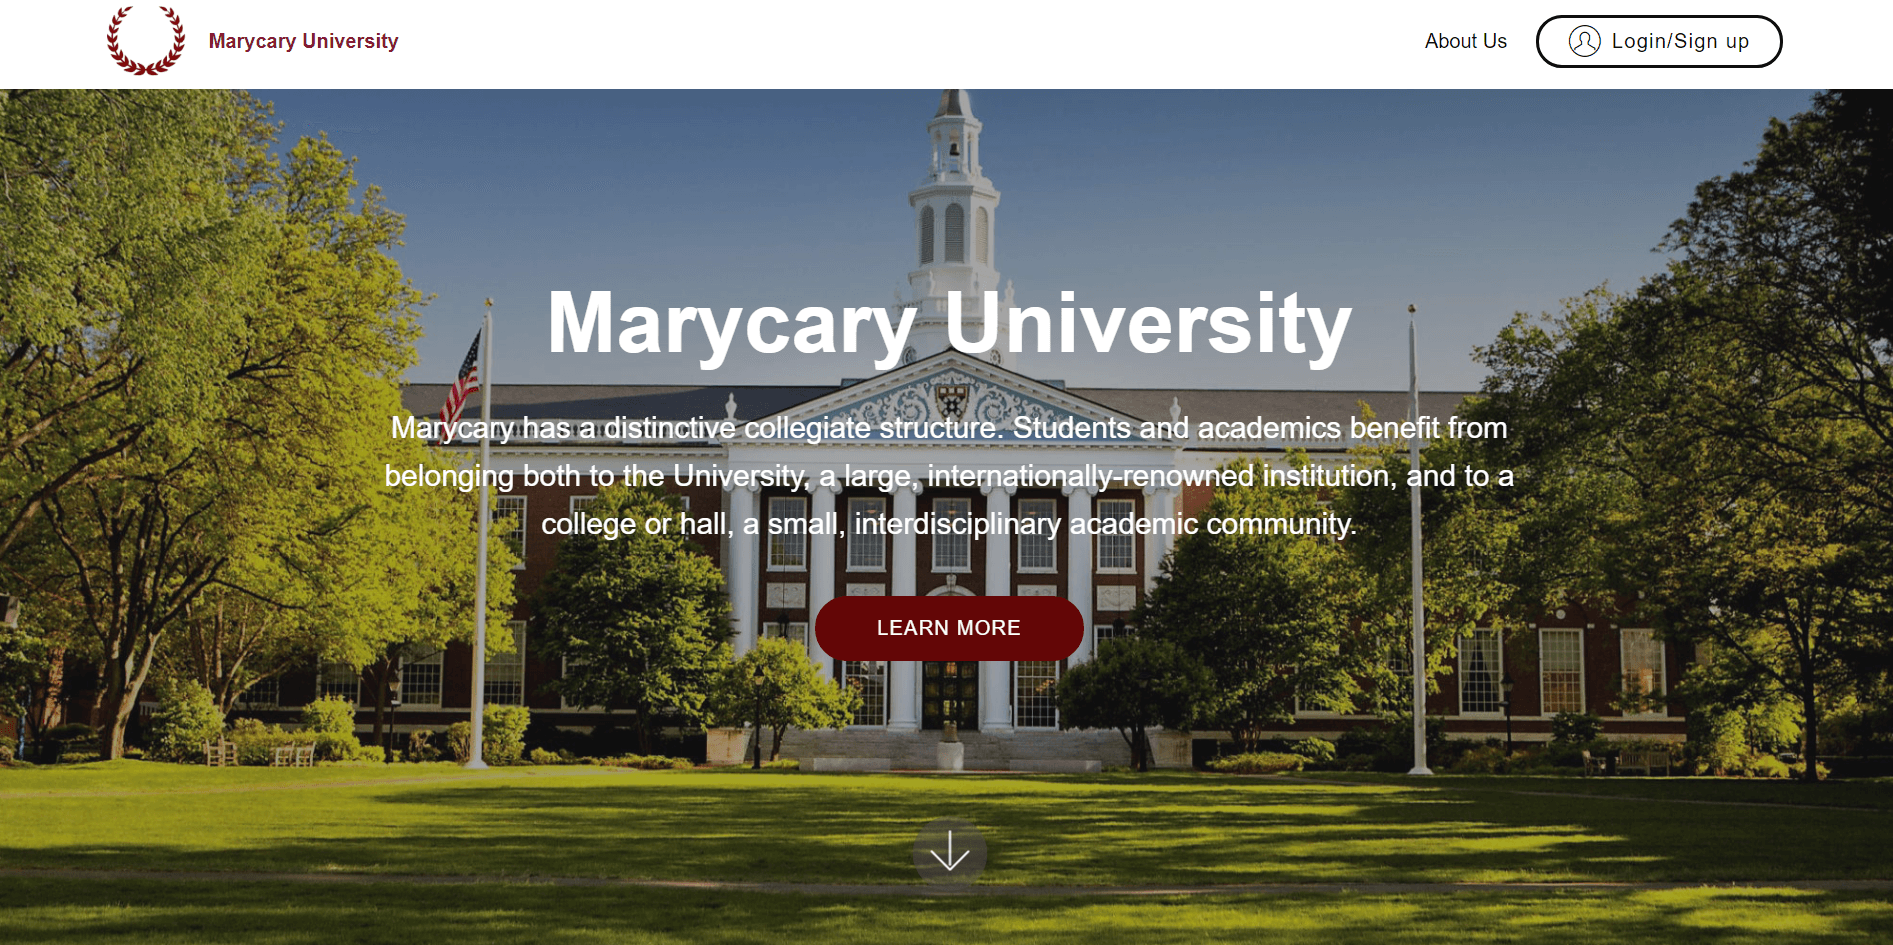 Marycary University
About Us
Login/Sign up
Marycary University
Marycary has a distinctive collegiate structure. Students and academics benefit from
belonging both to the University, a large, internationally-renowned institution, and to a
college or hall, a small, interdisciplinary academic community.
LEARN MORE